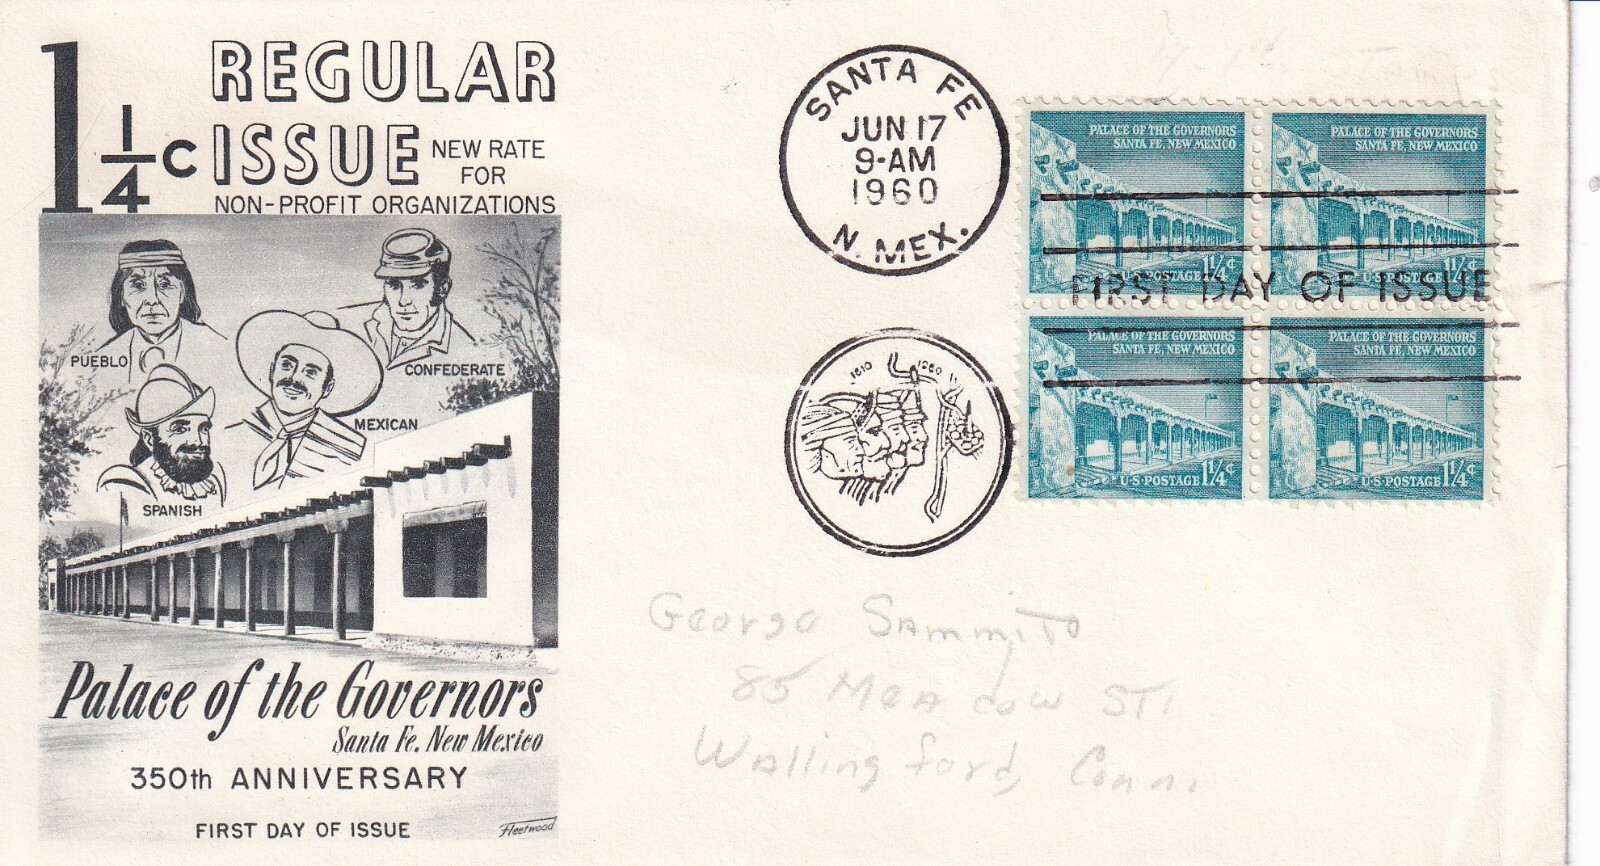 1 1/4 c REGULAR
ISSUE NEW RATE
FOR
NON-PROFIT ORGANIZATIONS
PUEBLO
CONFEDERATE
MEXICAN
SPANISH
Palace of the Governors
Santa Fe, New Mexico
350th ANNIVERSARY
FIRST DAY OF ISSUE
Fleetwood
SANTA FE
JUN 17
9-AM
1960
N. MEX.
1610 1960
PALACE OF THE GOVERNORS
SANTA FE, NEW MEXICO
U·S·POSTAGE 1 1/4¢
PALACE OF THE GOVERNORS
SANTA FE, NEW MEXICO
U·S·POSTAGE 1 1/4¢
FIRST DAY OF ISSUE
PALACE OF THE GOVERNORS
SANTA FE, NEW MEXICO
U·S·POSTAGE 1 1/4¢
PALACE OF THE GOVERNORS
SANTA FE, NEW MEXICO
U·S·POSTAGE 1 1/4¢
George Sammito
85 Meadow ST.
Wallingford, Conn.